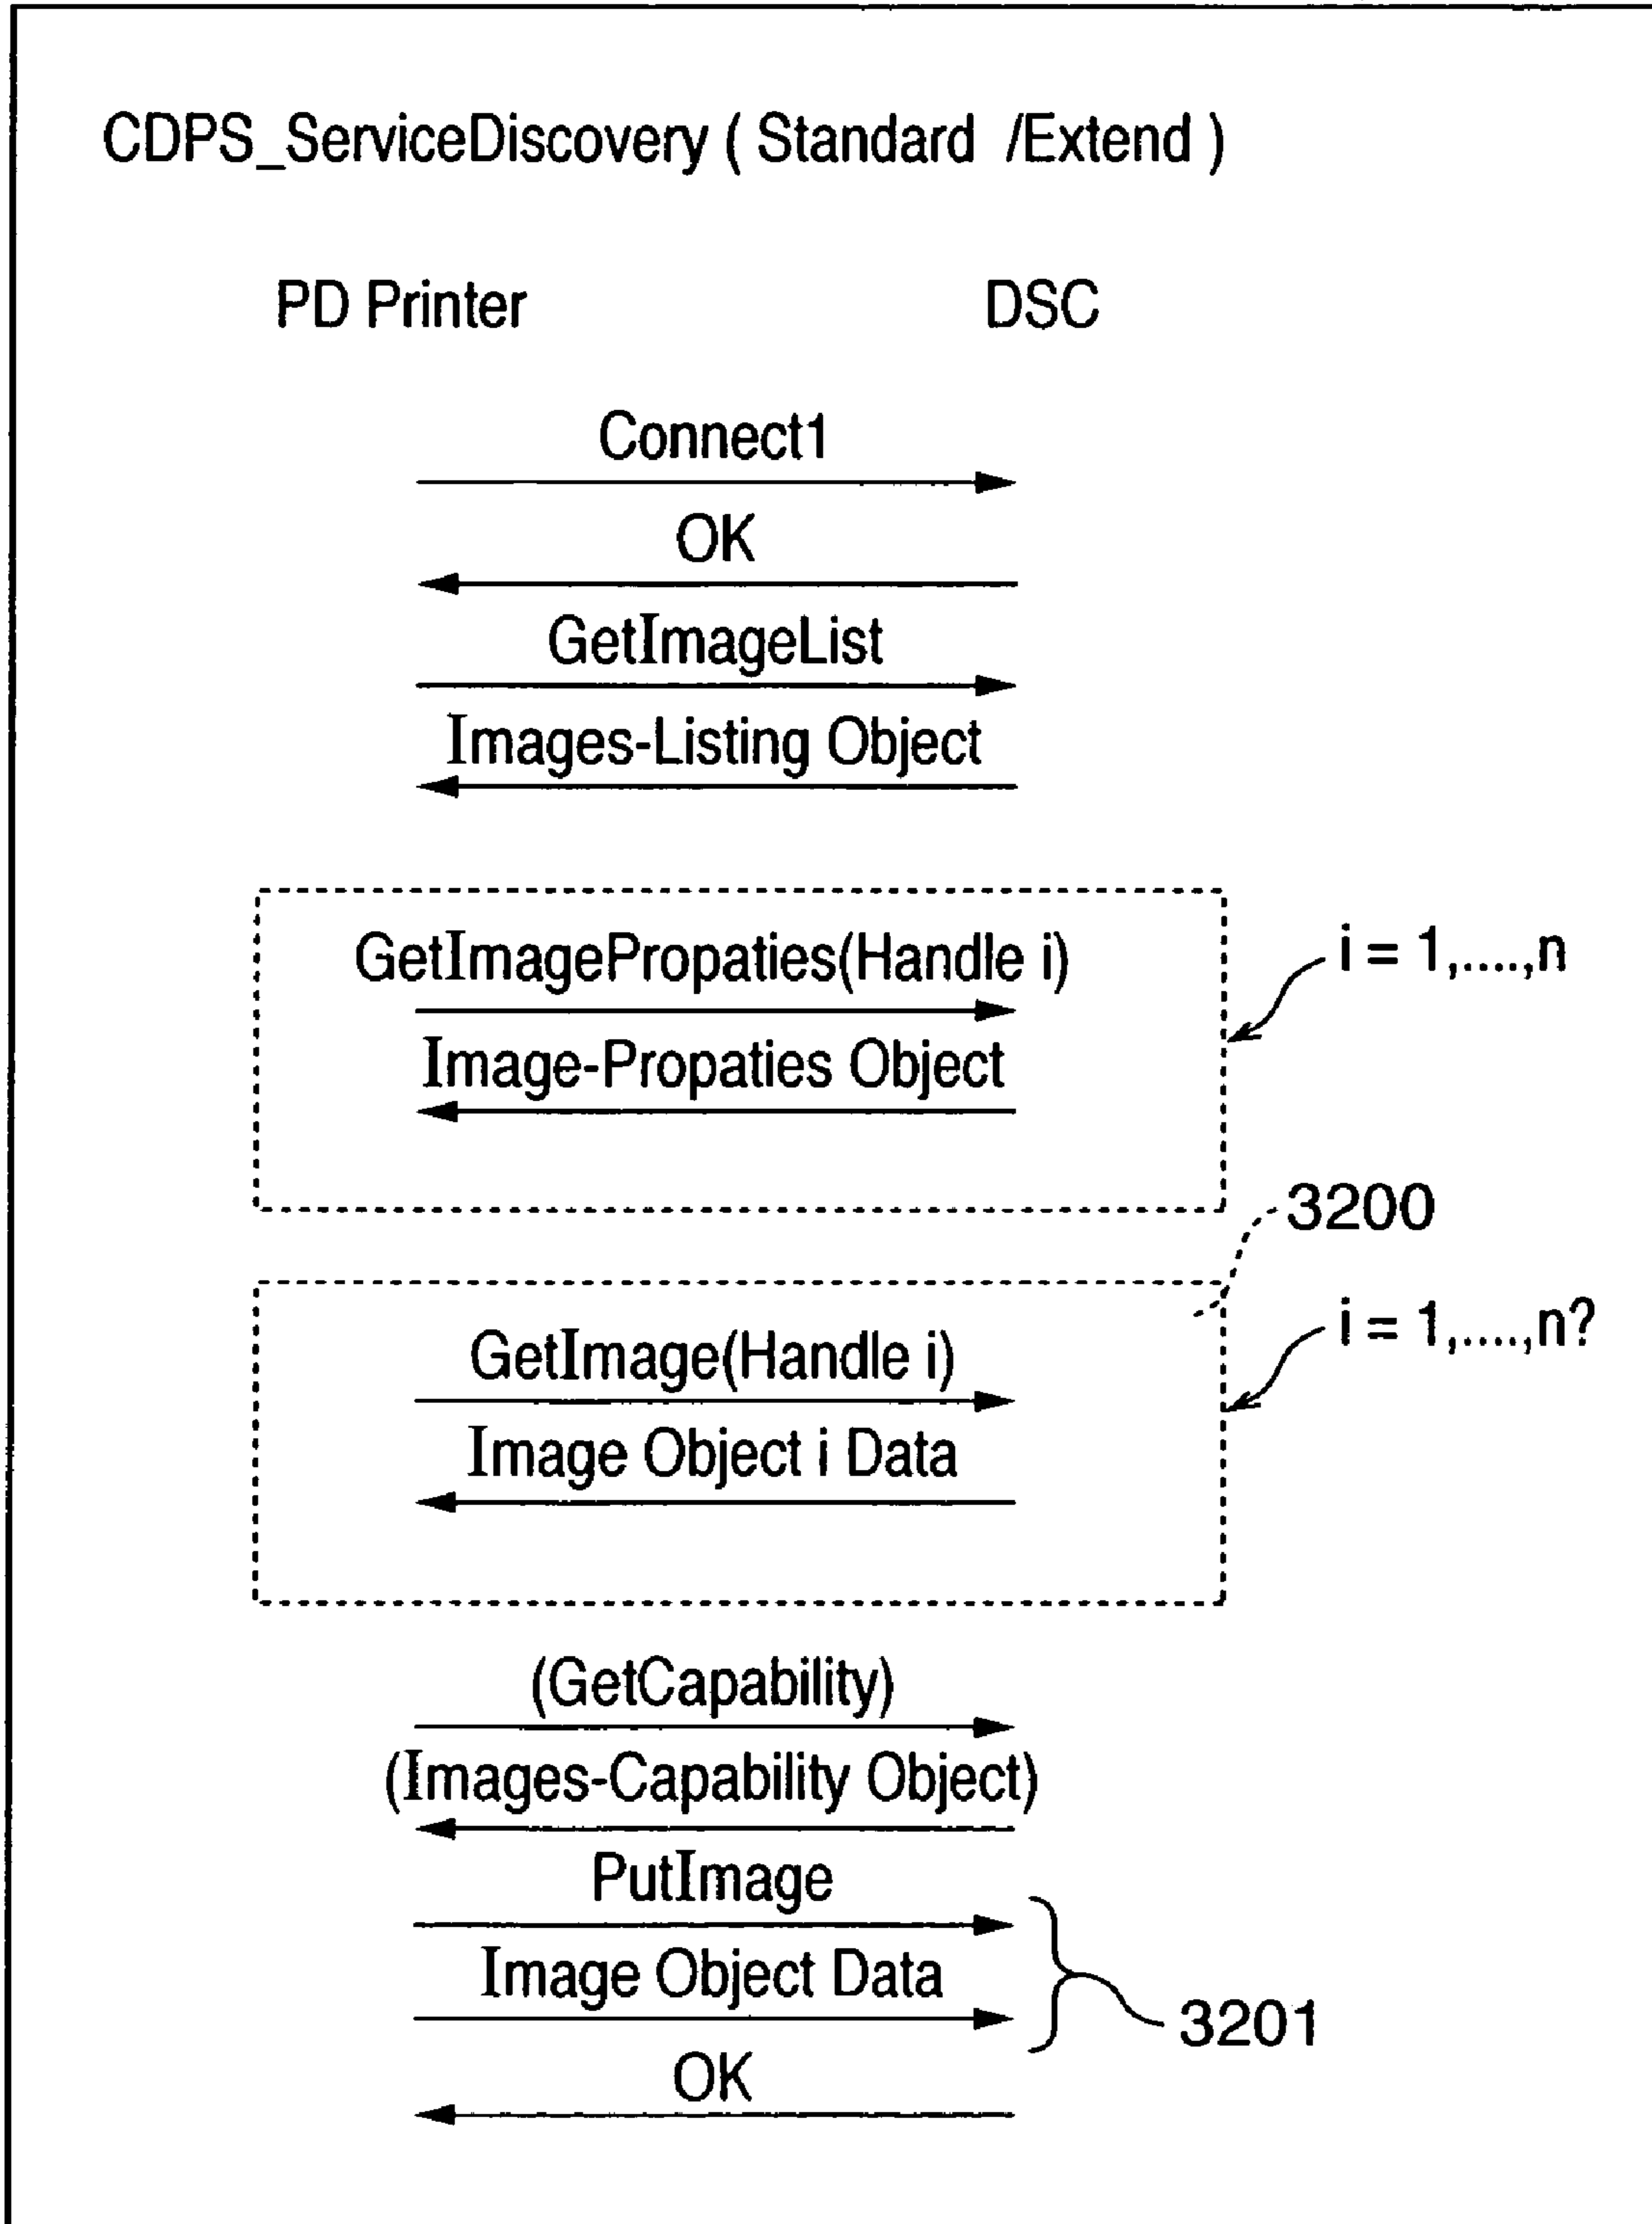 CDPS_ServiceDiscovery ( Standard /Extend )
PD Printer DSC
Connect1
OK
GetImageList
Images-Listing Object
GetImagePropaties(Handle i)
i = 1,....,n
Image-Propaties Object
3200
GetImage(Handle i)
i = 1,....,n?
Image Object i Data
(GetCapability)
(Images-Capability Object)
PutImage
Image Object Data
3201
OK